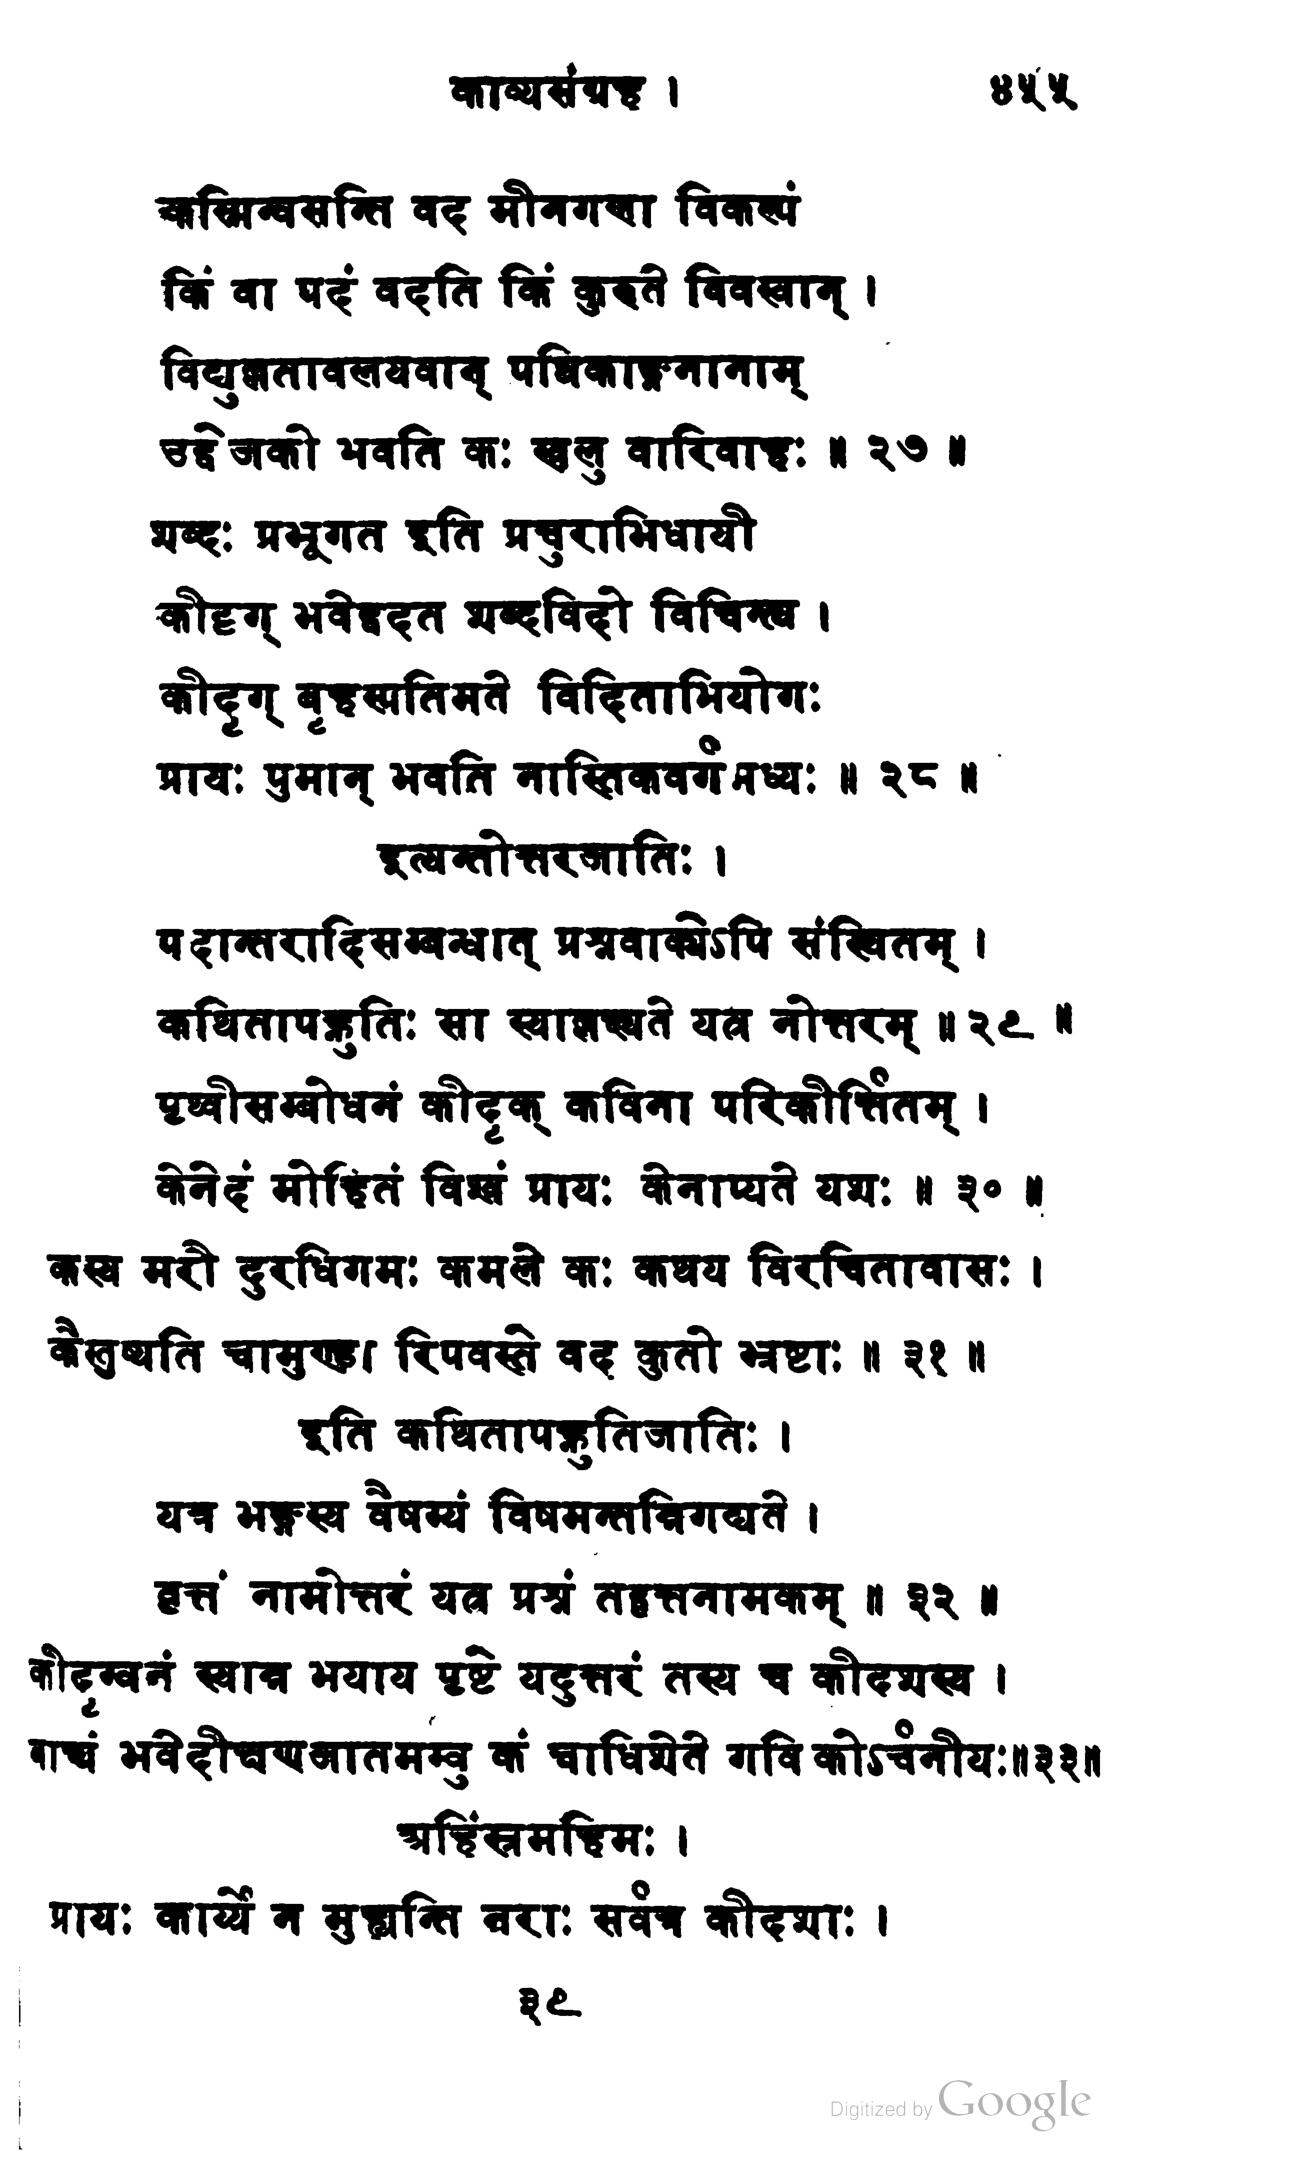 काव्यसंग्रह । ४५५
कस्मिन्वसन्ति वद मीनगणा विकल्पं
किं वा पदं वदति किं कुरुते विवस्वान् ।
विद्युल्लतावलयवान् पथिकाङ्गनानाम्
उद्वेजको भवति कः खलु वारिवाहः ॥ २७ ॥
शब्दः प्रभूगत इति प्रचुराभिधायी
कीदृग् भवेद्वदत शब्दविदो विचिन्त्य ।
कीदृग् बृहस्पतिमते विदिताभियोगः
प्रायः पुमान् भवति नास्तिकवर्गमध्यः ॥ २८ ॥
इत्यन्तोत्तरजातिः ।
पदान्तरादिसम्बन्धात् प्रश्नवाक्येऽपि संस्थितम् ।
कथितापह्नुतिः सा स्याल्लक्ष्यते यत्र नोत्तरम् ॥ २९ ॥
पृथ्वीसम्बोधनं कीदृक् कविना परिकीर्त्तितम् ।
केनेदं मोहितं विश्वं प्रायः केनाप्यते यशः ॥ ३० ॥
कस्य मरौ दुरधिगमः कमले कः कथय विरचितावासः ।
कैस्तुष्यति चामुण्डा रिपवस्ते वद कुतो भ्रष्टाः ॥ ३१ ॥
इति कथितापह्नुतिजातिः ।
यत्र भङ्गस्य वैषम्यं विषमन्तन्निगद्यते ।
वृत्तं नामोत्तरं यत्र प्रश्नं तद्वृत्तनामकम् ॥ ३२ ॥
कीदृग्वनं स्यान्न भयाय पृष्टे यदुत्तरं तस्य च कीदशस्य ।
वाच्यं भवेदीक्षणजातमम्बु कं चाधिशेते गवि कोऽर्चनीयः॥३३॥
अहिंस्रमहिमः ।
प्रायः कार्य्ये न मुह्यन्ति नराः सर्वत्र कीदशाः ।
३९
Digitized by Google